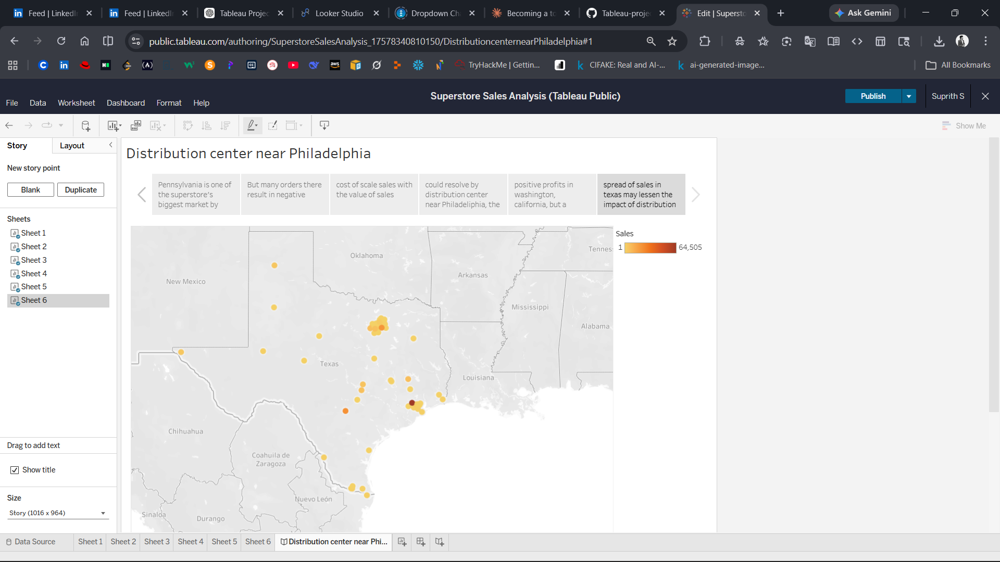 Feed | LinkedIn
Feed | LinkedIn
Tableau Projec
Looker Studio
Dropdown Ch
Becoming a to
Tableau-proje
Edit | Supersto
Ask Gemini
public.tableau.com/authoring/SuperstoreSalesAnalysis_17578340810150/DistributioncenternearPhiladelphia#1
TryHackMe | Gettin...
CIFAKE: Real and AI-...
ai-generated-image...
All Bookmarks
Superstore Sales Analysis (Tableau Public)
Publish
Suprith S
File
Data
Worksheet
Dashboard
Format
Help
Show Me
Story
Layout
New story point
Blank
Duplicate
Sheets
Sheet 1
Sheet 2
Sheet 3
Sheet 4
Sheet 5
Sheet 6
Drag to add text
Show title
Size
Story (1016 x 964)
Distribution center near Philadelphia
Pennsylvania is one of
the superstore's
biggest market by
But many orders there
result in negative
cost of scale sales with
the value of sales
could resolve by
distribution center
near Philadeliphia, the
positive profits in
washington,
california, but a
spread of sales in
texas may lessen the
impact of distribution
Sales
1
64,505
Oklahoma
Tennes
New Mexico
Arkansas
Mississippi
Alabama
Texas
Louisiana
Chihuahua
Coahuila de
Zaragoza
Nuevo León
Sinaloa
Durango
Data Source
Sheet 1
Sheet 2
Sheet 3
Sheet 4
Sheet 5
Sheet 6
Distribution center near Phi...